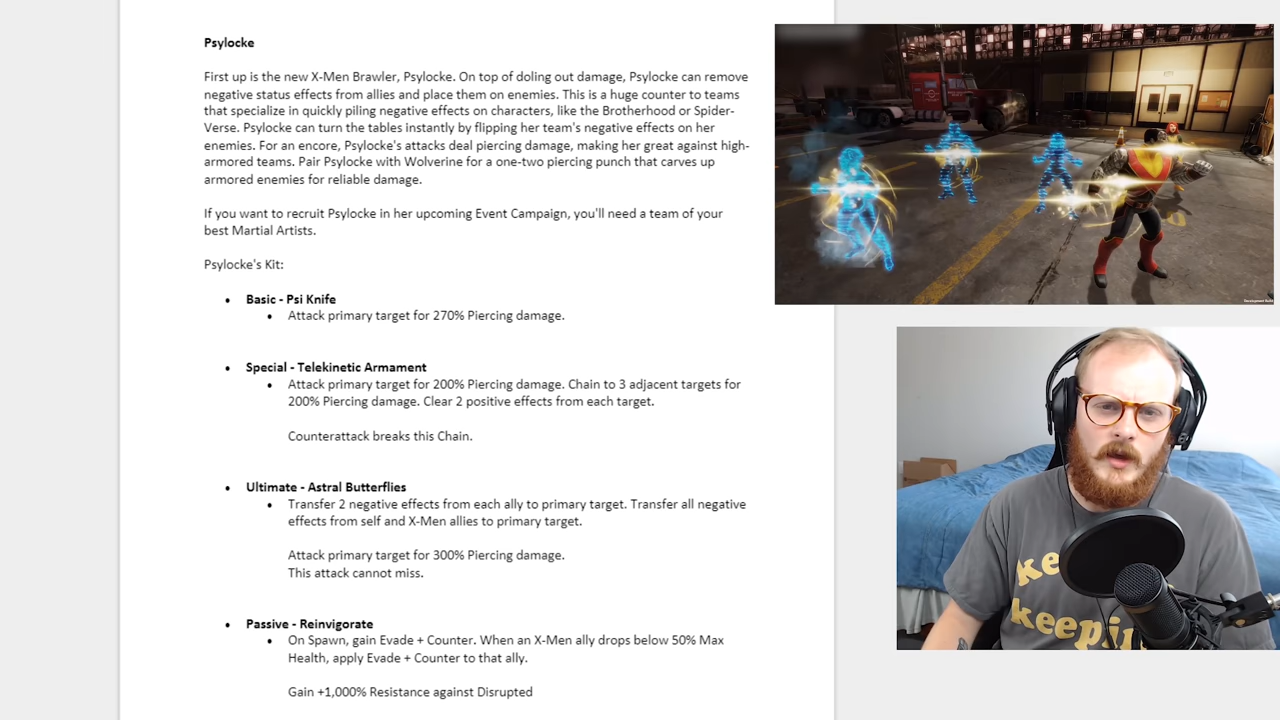 Psylocke
First up is the new X-Men Brawler, Psylocke. On top of doling out damage, Psylocke can remove
negative status effects from allies and place them on enemies. This is a huge counter to teams
that specialize in quickly piling negative effects on characters, like the Brotherhood or Spider-
Verse. Psylocke can turn the tables instantly by flipping her team's negative effects on her
enemies. For an encore, Psylocke's attacks deal piercing damage, making her great against high-
armored teams. Pair Psylocke with Wolverine for a one-two piercing punch that carves up
armored enemies for reliable damage.
If you want to recruit Psylocke in her upcoming Event Campaign, you'll need a team of your
best Martial Artists.
Psylocke's Kit:
• Basic - Psi Knife
• Attack primary target for 270% Piercing damage.
• Special - Telekinetic Armament
• Attack primary target for 200% Piercing damage. Chain to 3 adjacent targets for
200% Piercing damage. Clear 2 positive effects from each target.
Counterattack breaks this Chain.
• Ultimate - Astral Butterflies
• Transfer 2 negative effects from each ally to primary target. Transfer all negative
effects from self and X-Men allies to primary target.
Attack primary target for 300% Piercing damage.
This attack cannot miss.
• Passive - Reinvigorate
• On Spawn, gain Evade + Counter. When an X-Men ally drops below 50% Max
Health, apply Evade + Counter to that ally.
Gain +1,000% Resistance against Disrupted
Development Build
ke
keepin